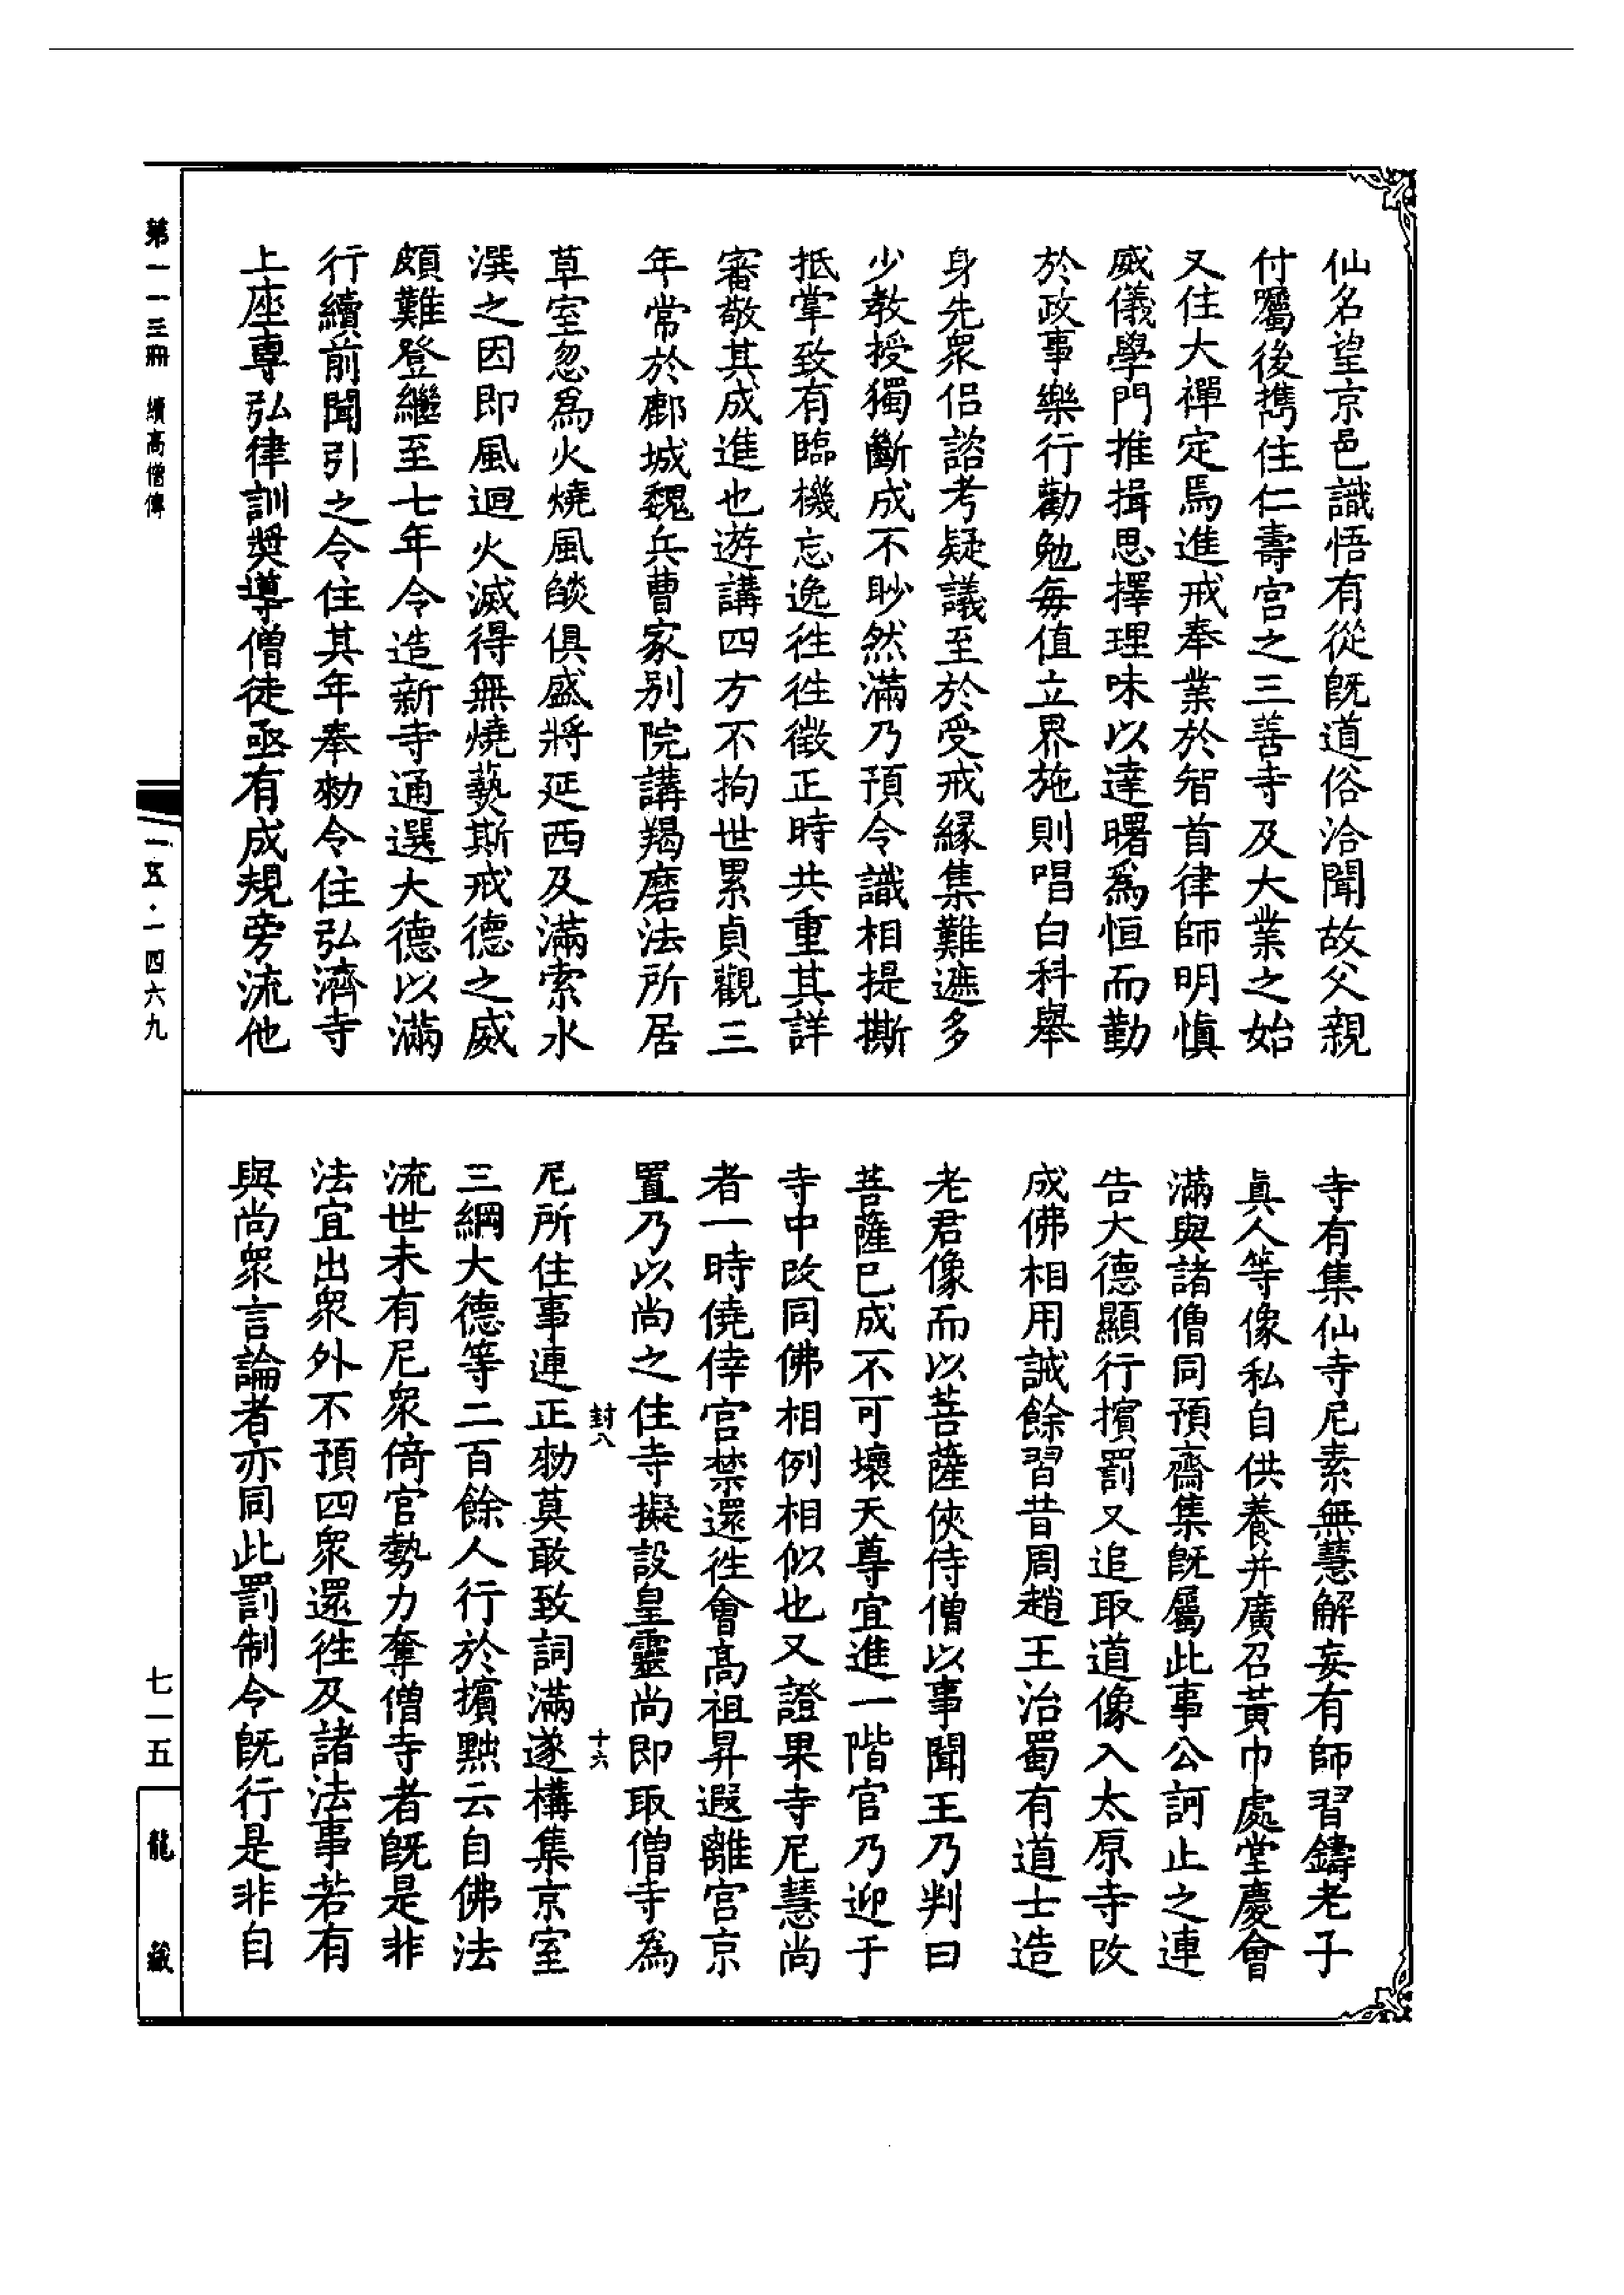 仙名望京邑識悟有從既道俗洽聞故父親
付囑後携住仁壽宮之三善寺及大業之始
又住大禪定焉進戒奉業於智首律師明慎
威儀學門推揖思擇理味以達曙爲恒而勤
於政事樂行勸勉每值立界施則唱白科舉
身先衆侶諮考疑議至於受戒緣集難遮多
少教授獨斷成不眇然滿乃預令識相提撕
抵掌致有臨機忘逸往往徵正時共重其詳
審敬其成進也遊講四方不拘世累貞觀三
年常於鄜城魏兵曹家别院講羯磨法所居
草室忽爲火燒風燄俱盛將延西及滿索水
潠之因即風迴火滅得無燒爇斯戒德之威
頗難登繼至七年令造新寺通選大德以滿
行續前聞引之令住其年奉勑令住弘濟寺
上座專弘律訓奬導僧徒亟有成規旁流他
寺有集仙寺尼素無慧解妄有師習鑄老子
真人等像私自供養并廣召黃巾處堂慶會
滿與諸僧同預齋集既屬此事公訶止之連
告大德顯行擯罰又追取道像入太原寺改
成佛相用誡餘習昔周趙王治蜀有道士造
老君像而以菩薩俠侍僧以事聞王乃判曰
菩薩已成不可壞天尊宜進一階官乃迎于
寺中改同佛相例相似也又證果寺尼慧尚
者一時僥倖宮禁還徃會高祖昇遐離宮京
置乃以尚之住寺擬設皇靈尚即取僧寺爲
封八 十六
尼所住事連正勑莫敢致詞滿遂構集京室
三綱大德等二百餘人行於擯黜云自佛法
流世未有尼衆倚官勢力奪僧寺者既是非
法宜出衆外不預四衆還徃及諸法事若有
與尚衆言論者亦同此罰制令既行是非自
第一一三冊 續高僧傳
一五·一四六九
七一五
龍藏